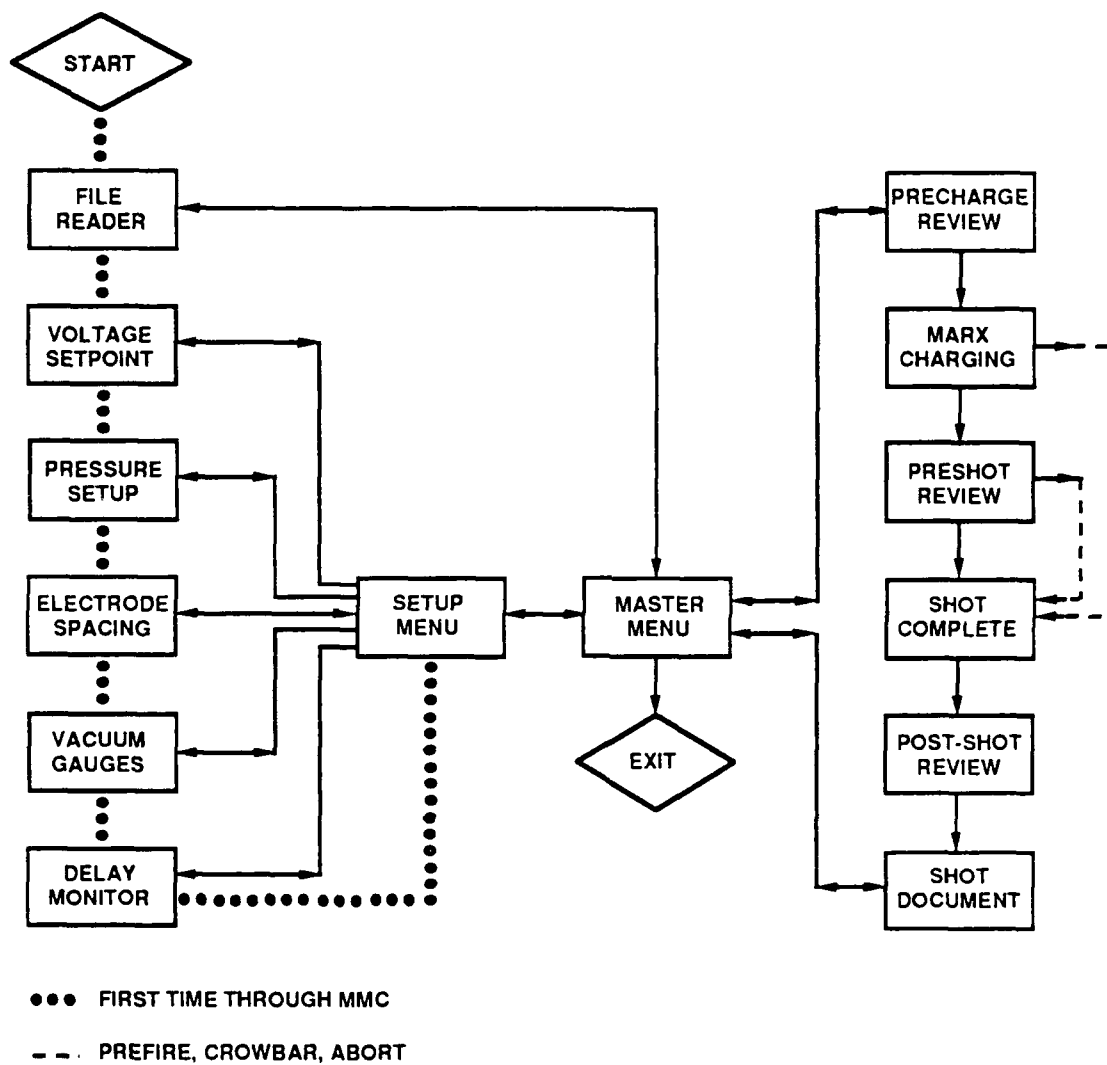 START
FILE
READER
VOLTAGE
SETPOINT
PRESSURE
SETUP
ELECTRODE
SPACING
VACUUM
GAUGES
DELAY
MONITOR
SETUP
MENU
MASTER
MENU
EXIT
PRECHARGE
REVIEW
MARX
CHARGING
PRESHOT
REVIEW
SHOT
COMPLETE
POST-SHOT
REVIEW
SHOT
DOCUMENT
FIRST TIME THROUGH MMC
PREFIRE, CROWBAR, ABORT